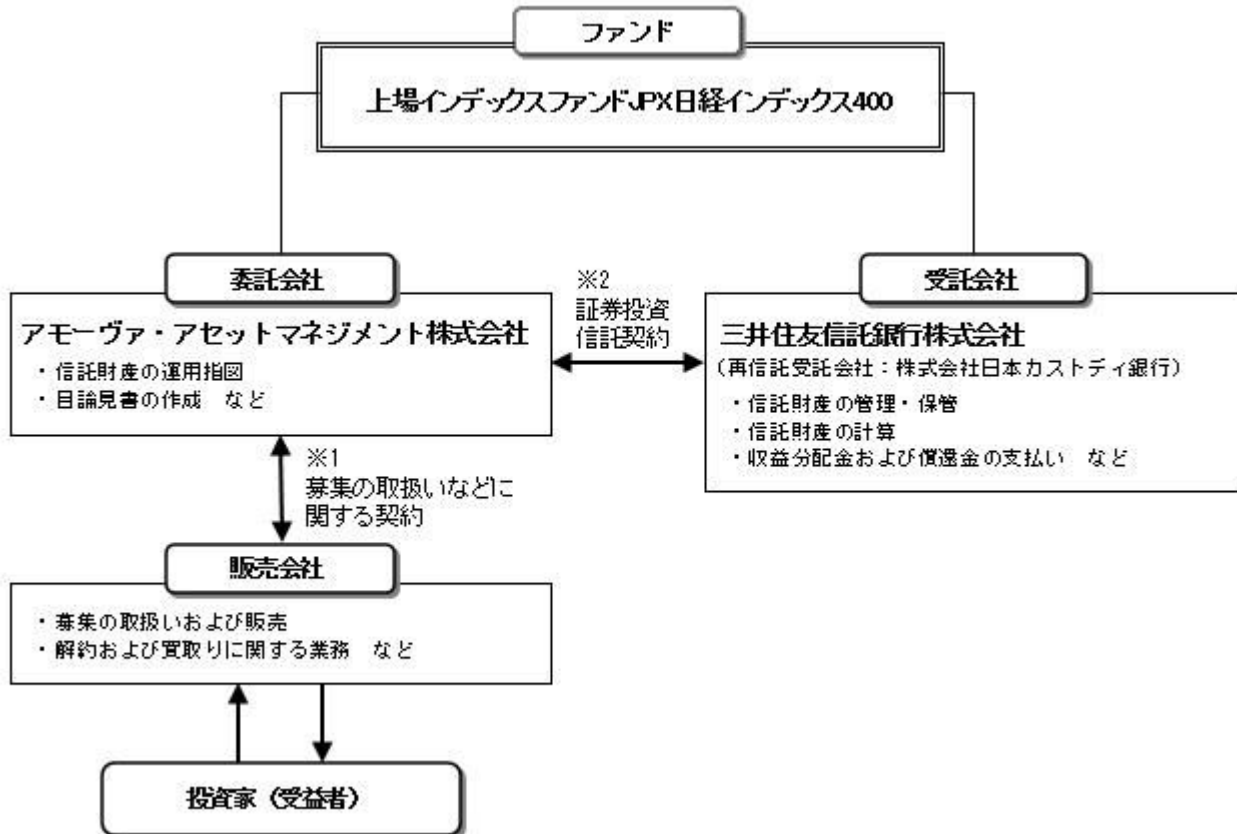 ファンド
上場インデックスファンドJPX日経インデックス400
委託会社
アモーヴァ・アセットマネジメント株式会社
・信託財産の運用指図
・目論見書の作成 など
※2
証券投資
信託契約
受託会社
三井住友信託銀行株式会社
(再信託受託会社:株式会社日本カストディ銀行)
・信託財産の管理・保管
・信託財産の計算
・収益分配金および償還金の支払い など
※1
募集の取扱いなどに
関する契約
販売会社
・募集の取扱いおよび販売
・解約および買取りに関する業務 など
投資家(受益者)